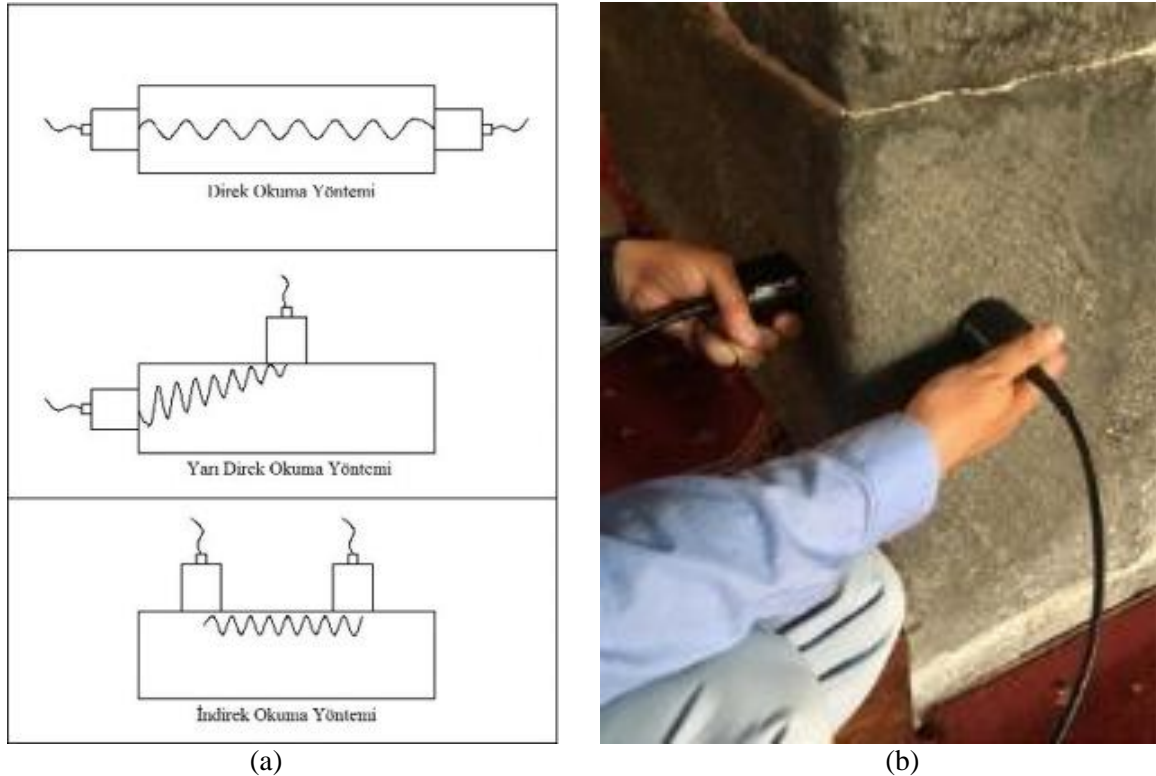 Direk Okuma Yöntemi
Yarı Direk Okuma Yöntemi
İndirek Okuma Yöntemi
(a)
(b)